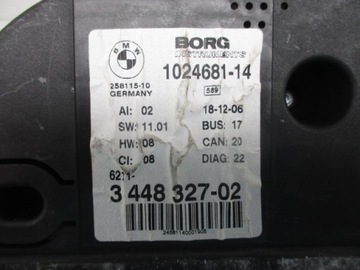 BMW
BORG
INSTRUMENTS
1024681-14
258115-10
GERMANY
589
AI: 02 18-12-06
SW: 11.01 BUS: 17
HW: 08 CAN: 20
CI: 08 DIAG: 22
6211-
3 448 327-02